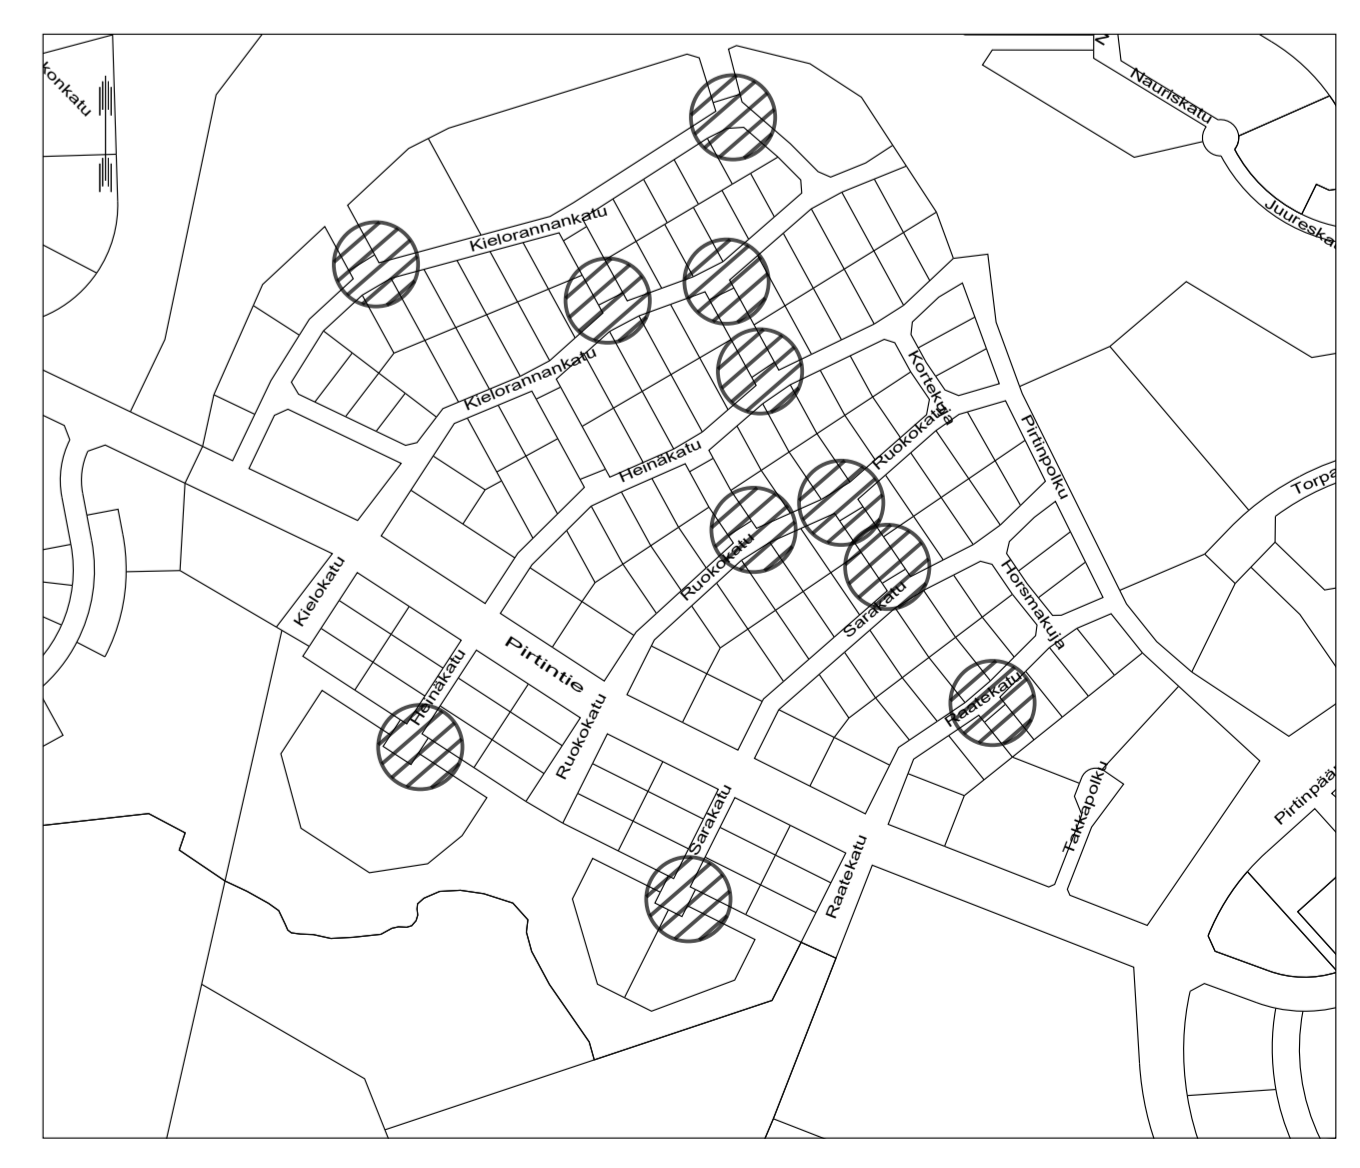 konkatu
Nauriskatu
Juureska
Kielorannankatu
Kielorannankatu
Kortekuja
Ruokokatu
Pirtinpolku
Heinäkatu
Torpa
Ruokokatu
Kielokatu
Sarakatu
Horsmakuja
Pirtintie
Heinäkatu
Raatekatu
Ruokokatu
Takkapolku
Pirtinpää
Sarakatu
Raatekatu